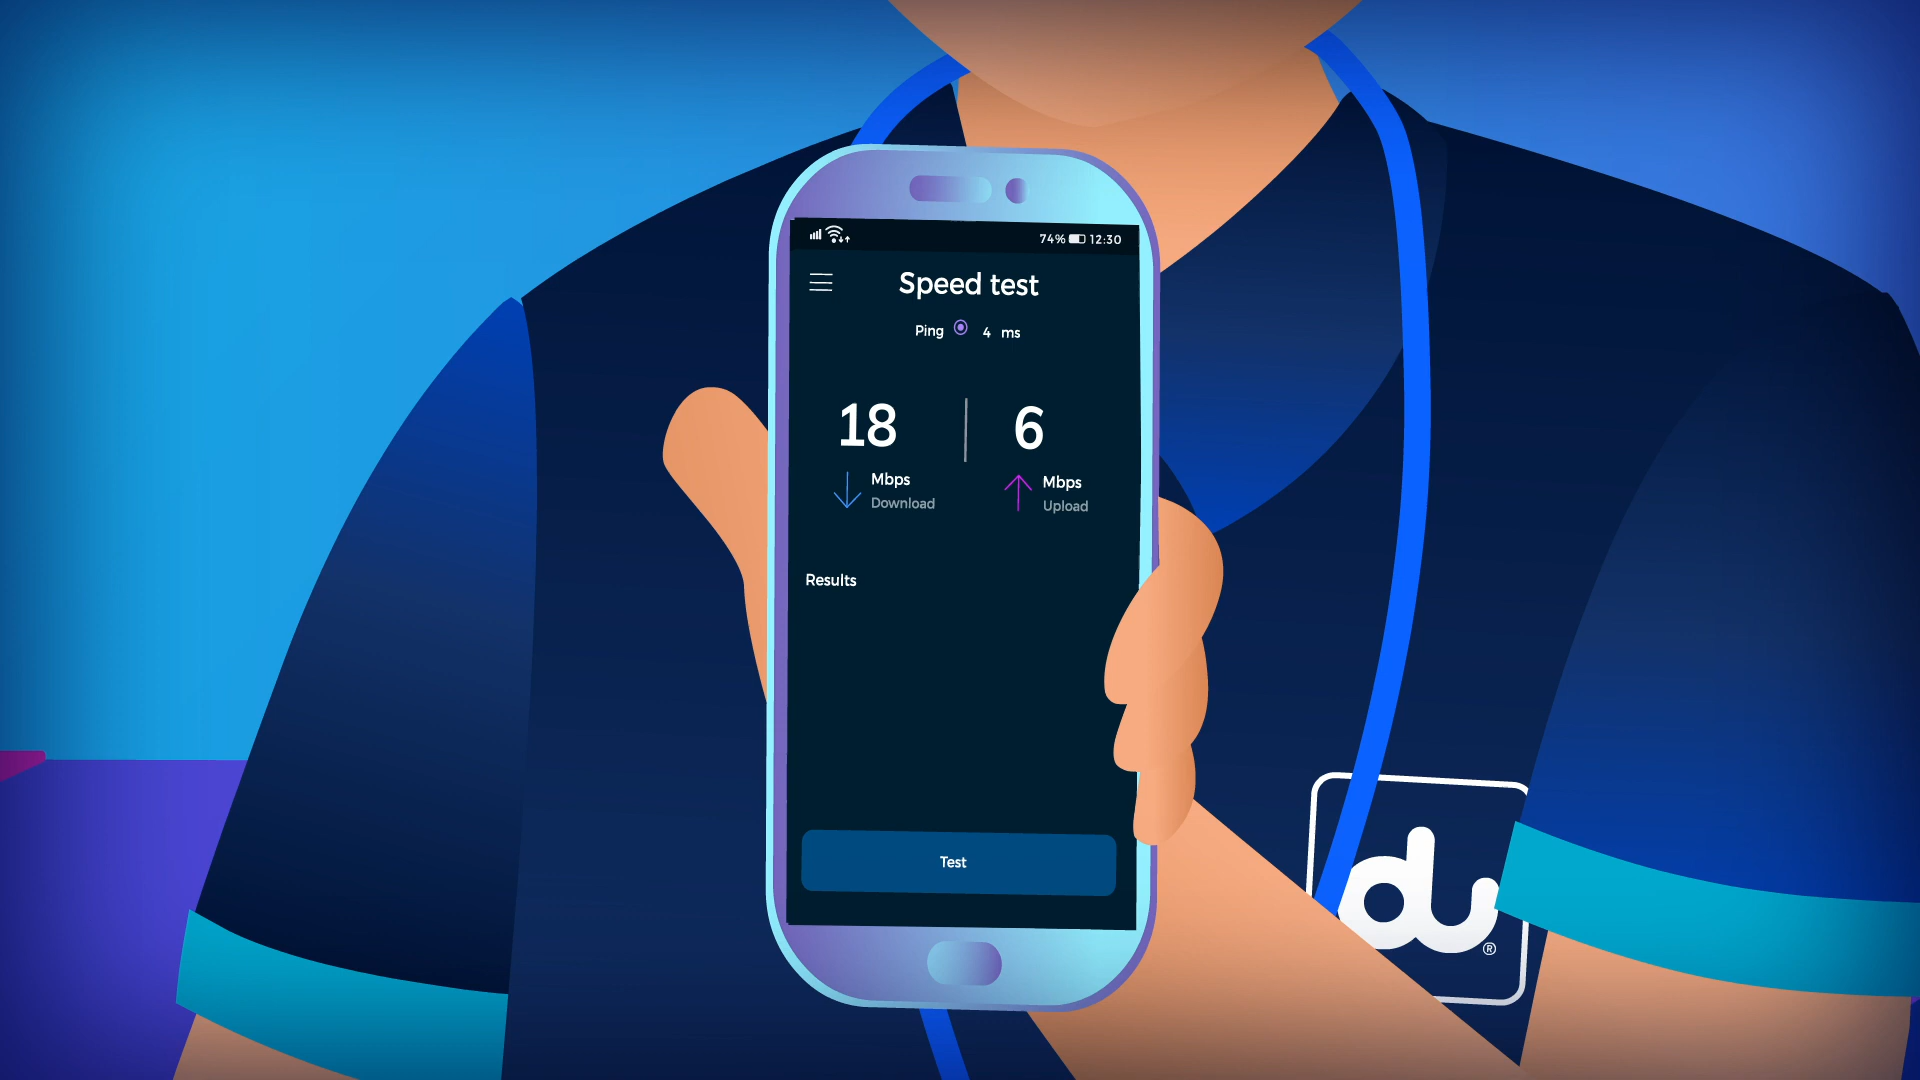 74% 12:30
Speed test
Ping 4 ms
18 6
Mbps Mbps
Download Upload
Results
Test
du®